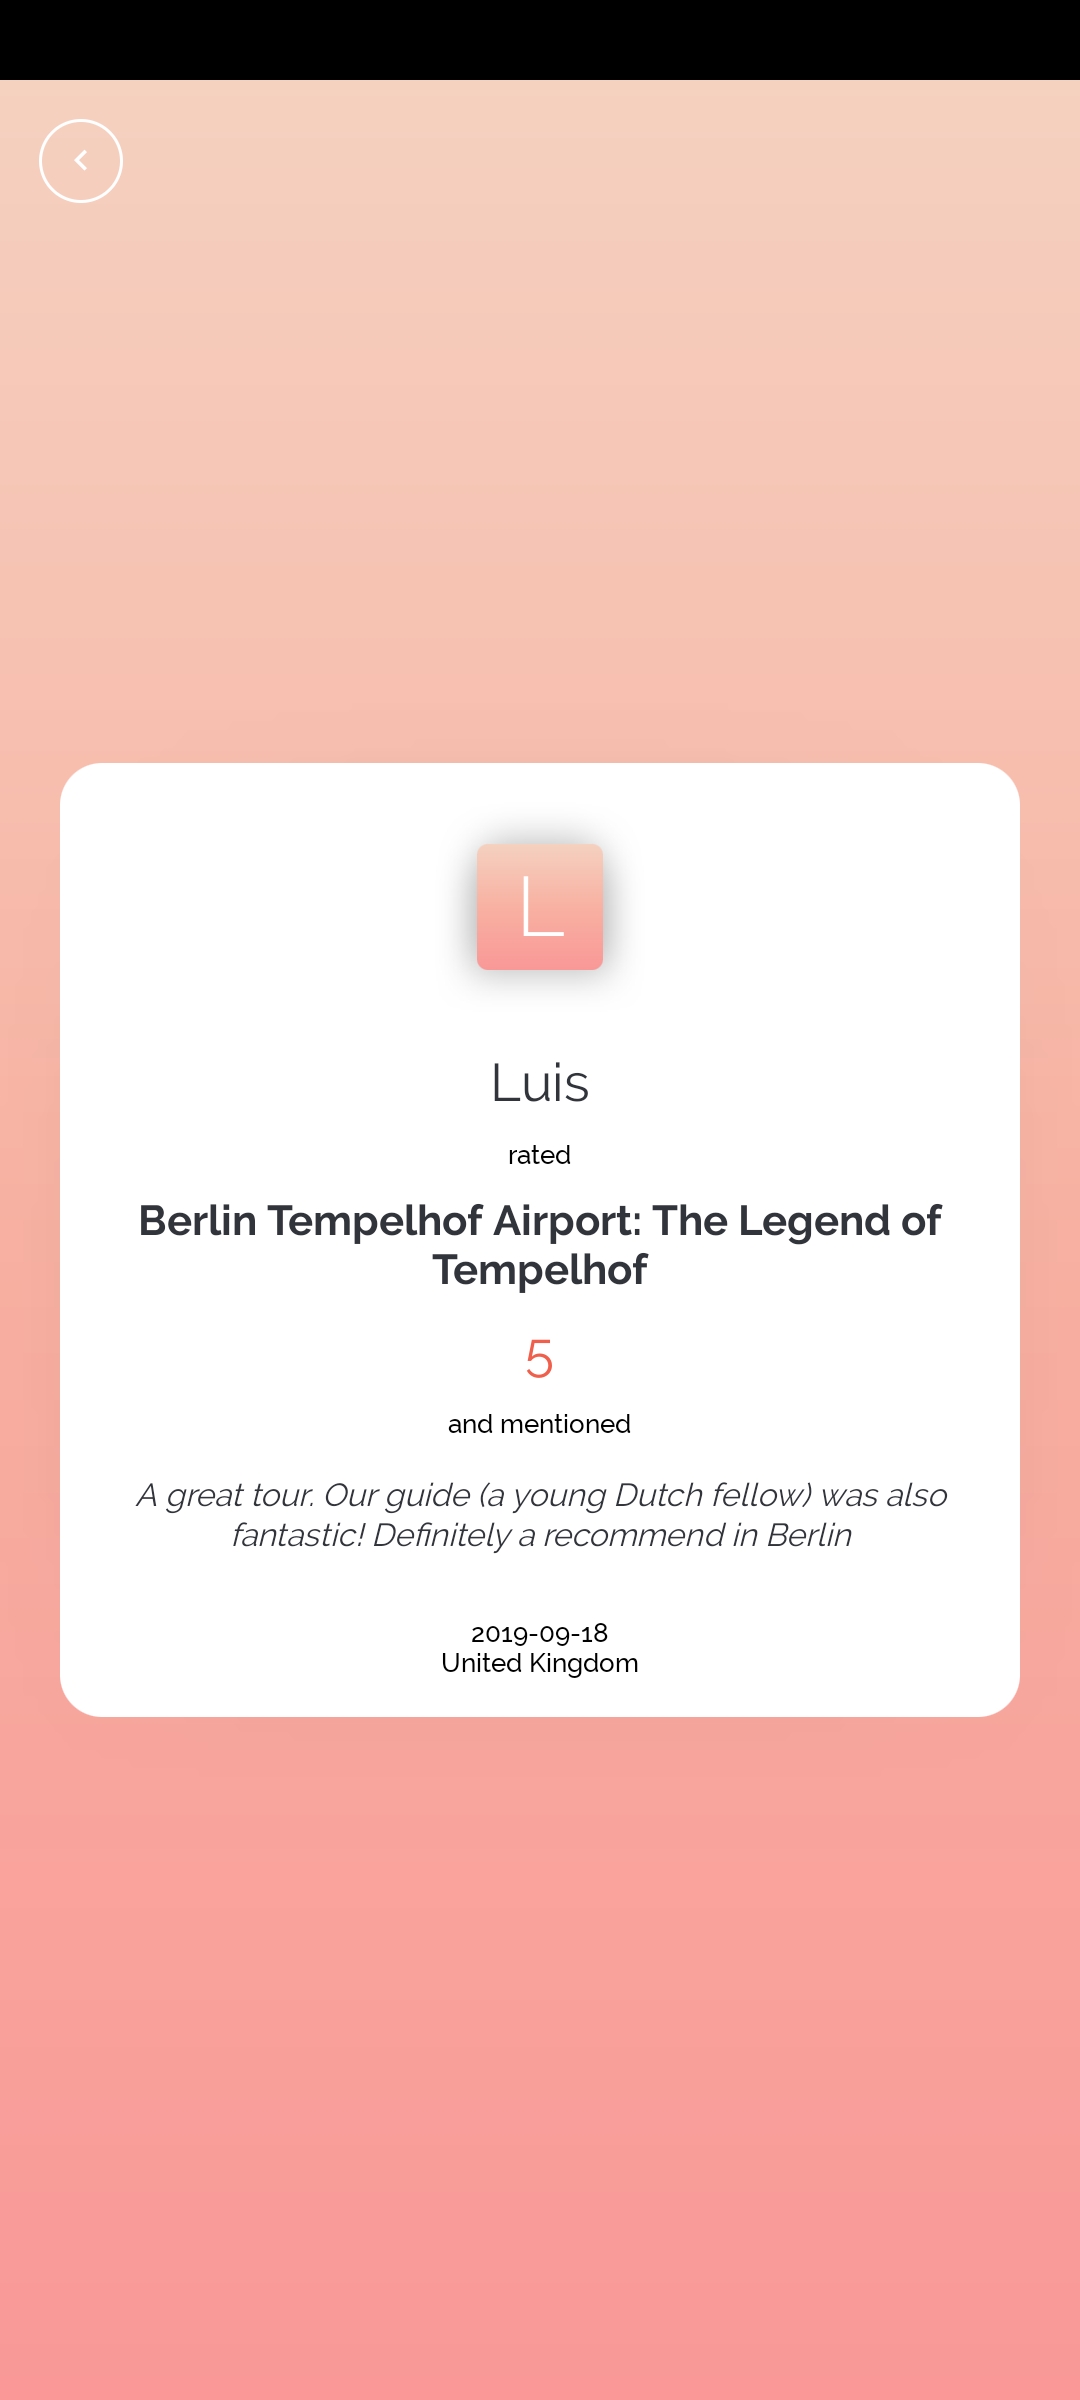 L
Luis
rated
Berlin Tempelhof Airport: The Legend of
Tempelhof
5
and mentioned
A great tour. Our guide (a young Dutch fellow) was also
fantastic! Definitely a recommend in Berlin
2019-09-18
United Kingdom